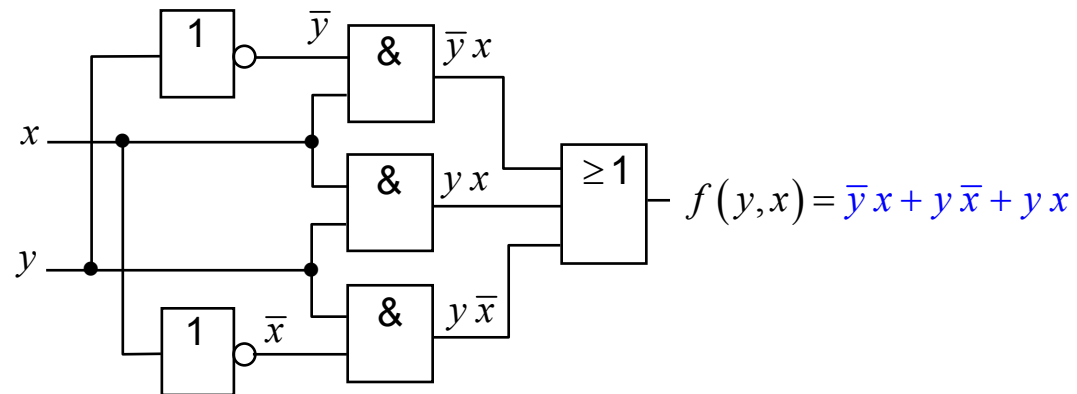 1
y̅
&
y̅ x
x
&
y x
≥ 1
f(y,x) = y̅ x + y x̅ + y x
y
1
x̅
&
y x̅